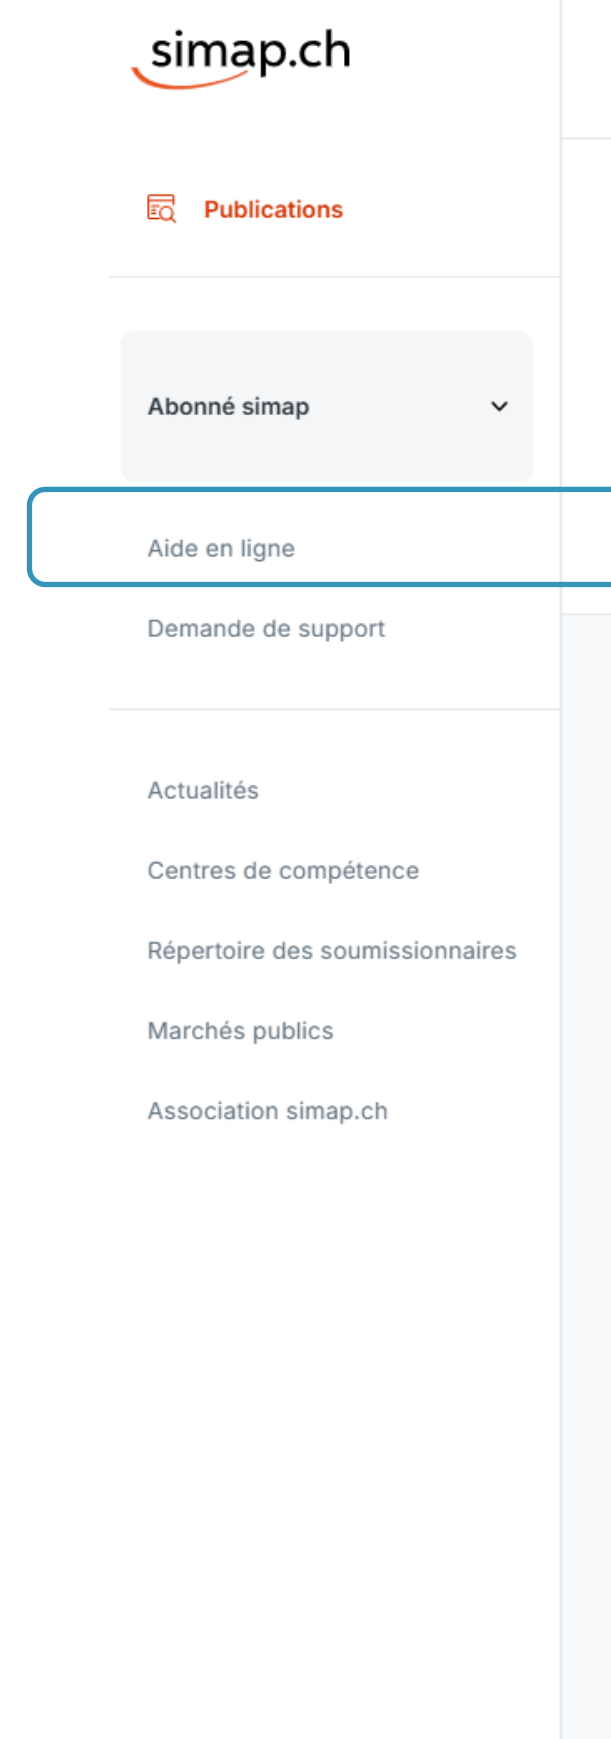 simap.ch
Publications
Abonné simap
Aide en ligne
Demande de support
Actualités
Centres de compétence
Répertoire des soumissionnaires
Marchés publics
Association simap.ch